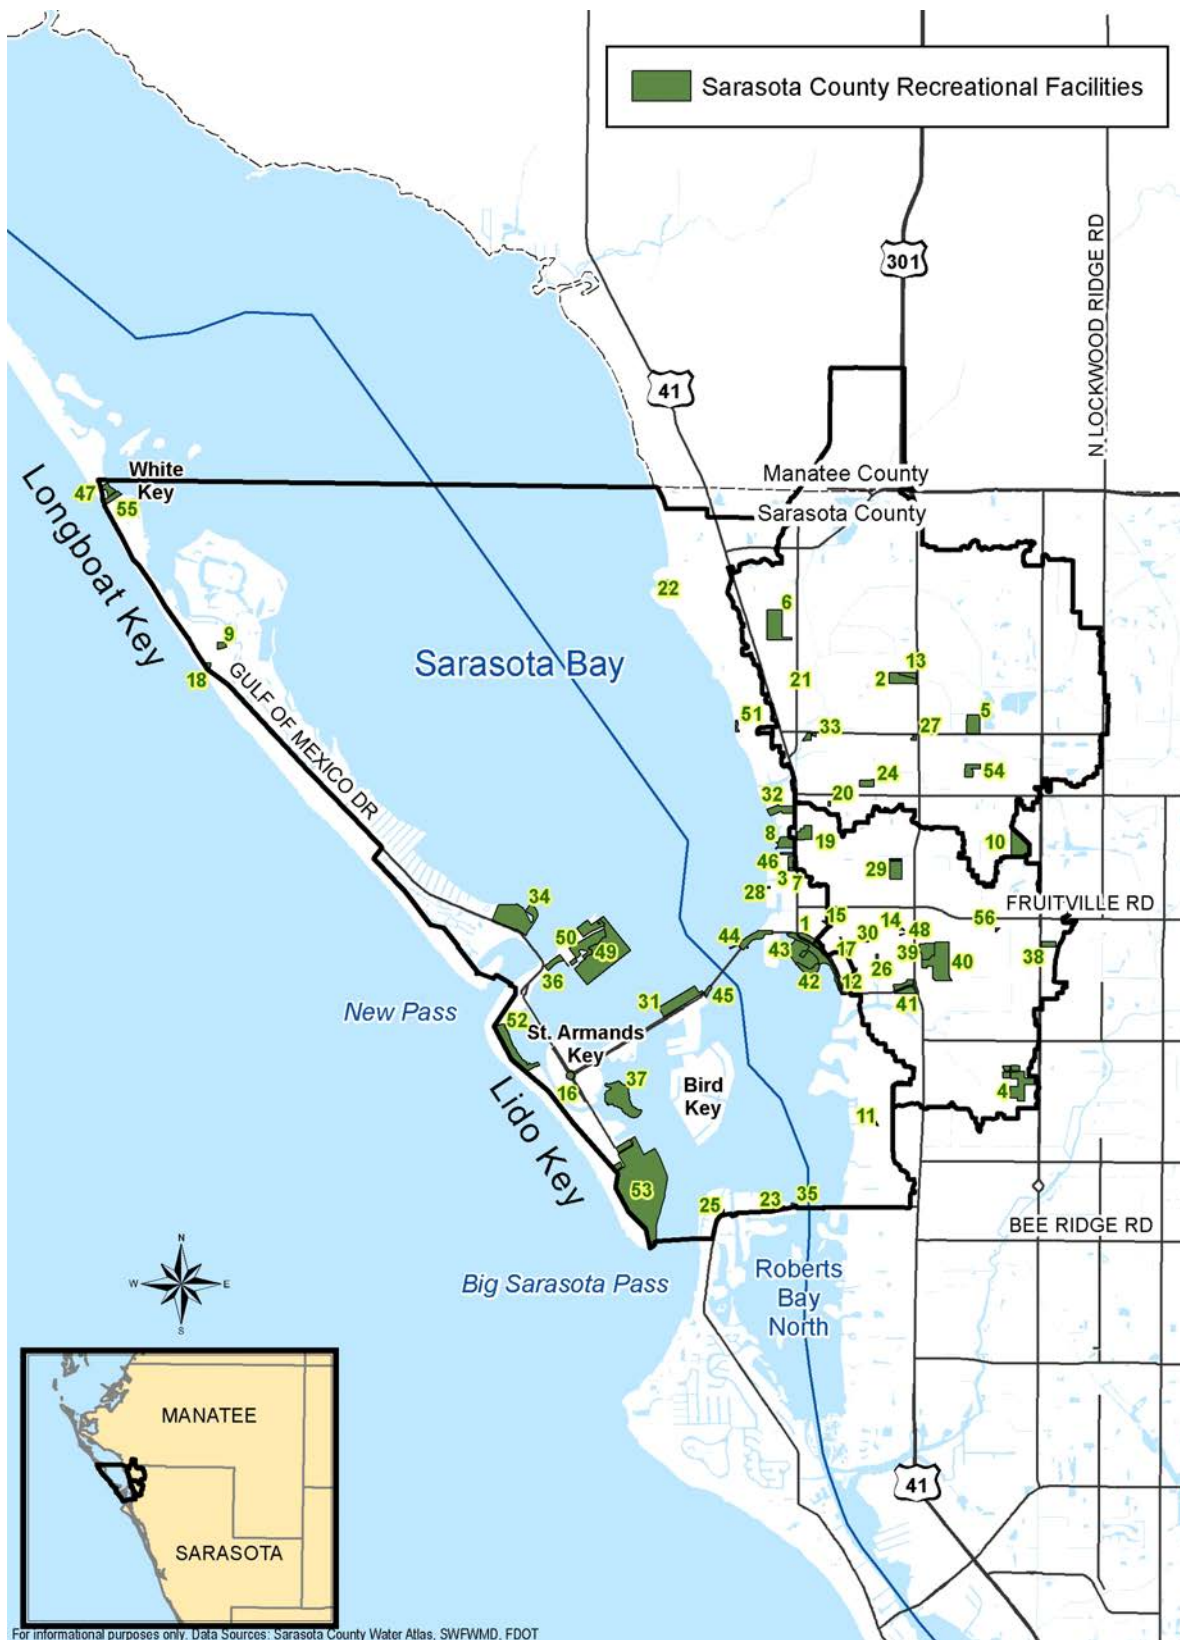 Sarasota County Recreational Facilities
301
N LOCKWOOD RIDGE RD
41
Manatee County
Sarasota County
White
Key
47
55
Longboat Key
22
6
9
Sarasota Bay
13
2
21
18
GULF OF MEXICO DR
51
5
33
27
24
54
32
20
8
19
10
46
29
3
7
28
FRUITVILLE RD
34
15
14
56
1
30
48
44
50
49
43
17
39
40
38
36
26
42
12
41
45
31
New Pass
52
St. Armands
Key
37
16
Bird
Key
4
11
Lido Key
53
25
23
35
BEE RIDGE RD
N
W
E
S
Big Sarasota Pass
Roberts
Bay
North
MANATEE
SARASOTA
41
For informational purposes only. Data Sources: Sarasota County Water Atlas, SWFWMD, FDOT